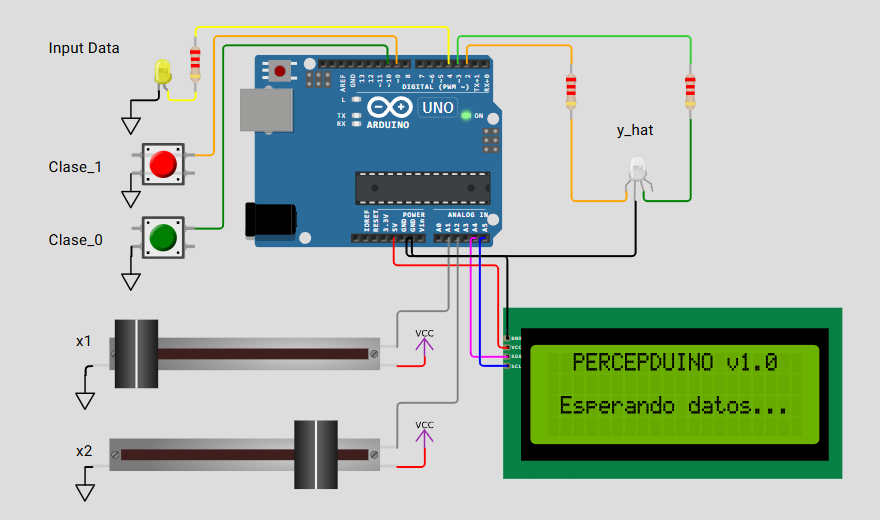 Input Data
AREF
GND
13
12
~11
~10
~9
8
7
~6
~5
4
~3
2
TX→1
RX←0
DIGITAL (PWM ~)
L
TX
RX
UNO
ON
ARDUINO
y_hat
Clase_1
Clase_0
IOREF
RESET
3.3V
5V
GND
GND
Vin
POWER
ANALOG IN
A0
A1
A2
A3
A4
A5
x1
VCC
x2
VCC
GND
VCC
SDA
SCL
PERCEPDUINO v1.0
Esperando datos...